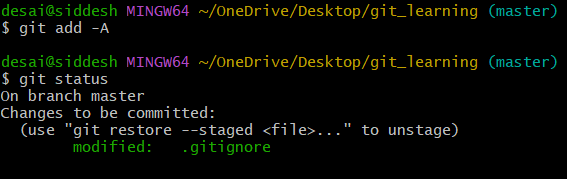 desai@siddesh MINGW64 ~/OneDrive/Desktop/git_learning (master)
$ git add -A
desai@siddesh MINGW64 ~/OneDrive/Desktop/git_learning (master)
$ git status
On branch master
Changes to be committed:
  (use "git restore --staged <file>..." to unstage)
        modified:   .gitignore